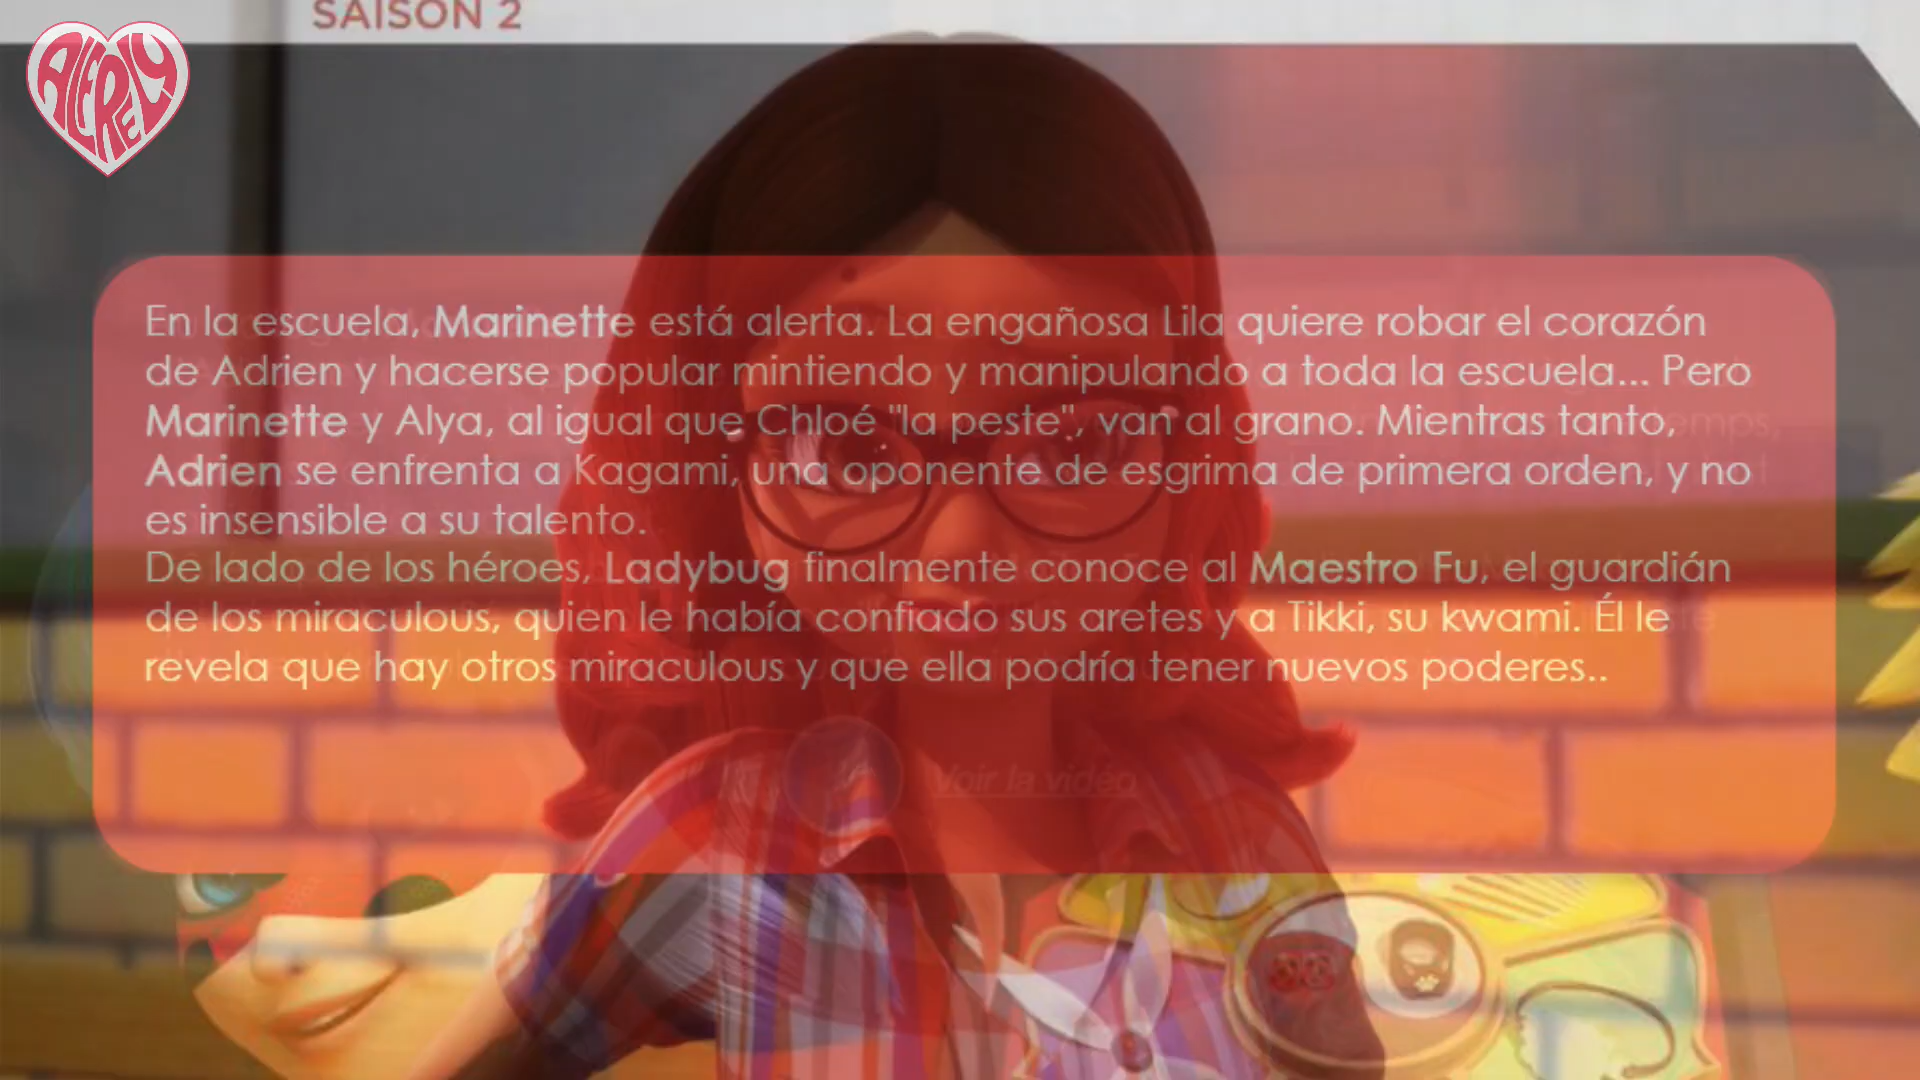 SAISON 2
ALERELY
En la escuela, Marinette está alerta. La engañosa Lila quiere robar el corazón
de Adrien y hacerse popular mintiendo y manipulando a toda la escuela... Pero
Marinette y Alya, al igual que Chloé "la peste", van al grano. Mientras tanto,
Adrien se enfrenta a Kagami, una oponente de esgrima de primera orden, y no
es insensible a su talento.
De lado de los héroes, Ladybug finalmente conoce al Maestro Fu, el guardián
de los miraculous, quien le había confiado sus aretes y a Tikki, su kwami. Él le
revela que hay otros miraculous y que ella podría tener nuevos poderes..
Voir la vidéo